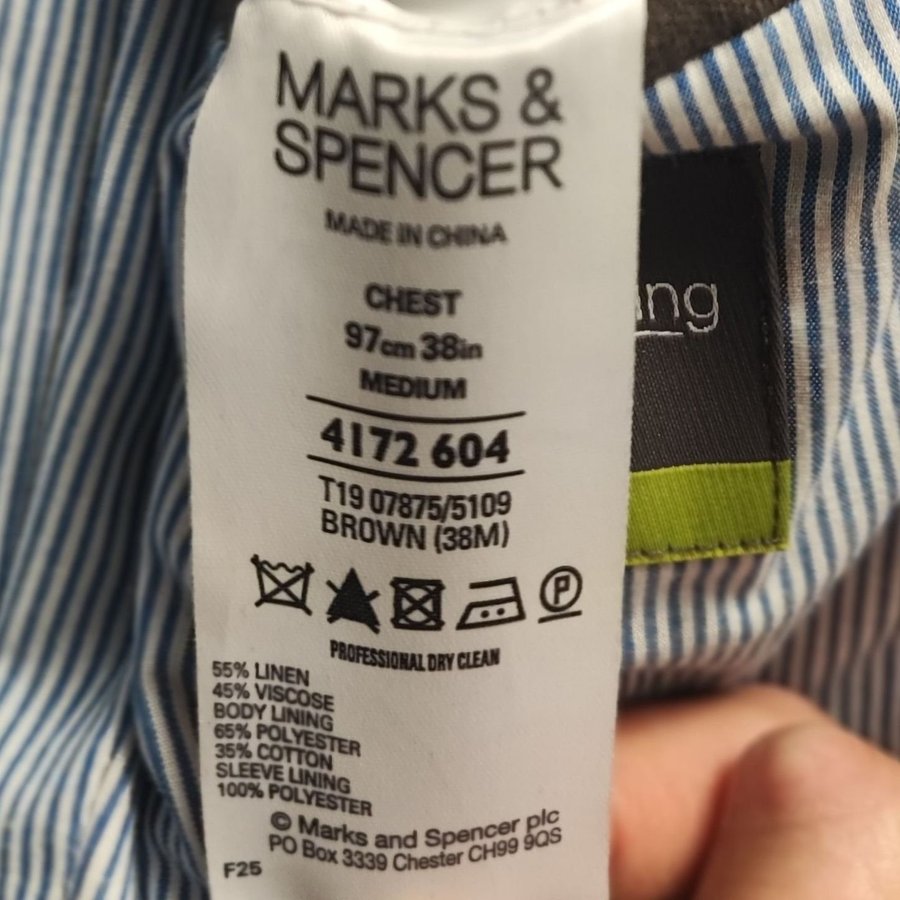 MARKS &
SPENCER
MADE IN CHINA
CHEST
97cm 38in
MEDIUM
4172 604
T19 07875/5109
BROWN (38M)
P
PROFESSIONAL DRY CLEAN
55% LINEN
45% VISCOSE
BODY LINING
65% POLYESTER
35% COTTON
SLEEVE LINING
100% POLYESTER
© Marks and Spencer plc
PO Box 3339 Chester CH99 9QS
F25